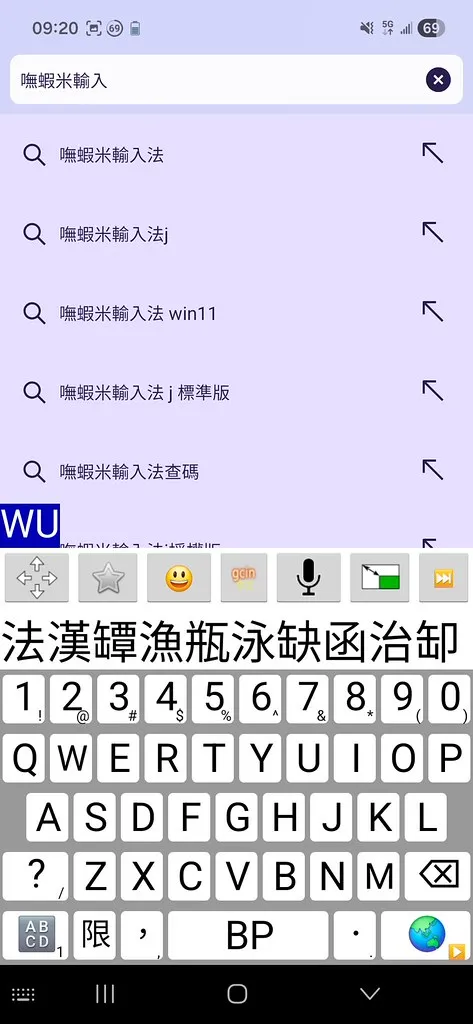 09:20 69 5G 69
嘸蝦米輸入
嘸蝦米輸入法
嘸蝦米輸入法j
嘸蝦米輸入法 win11
嘸蝦米輸入法 j 標準版
嘸蝦米輸入法查碼
WU
gcin
法漢罈漁瓶泳缺函治卸
1 ! 2 @ 3 # 4 $ 5 % 6 ^ 7 & 8 * 9 ( 0 )
Q W E R T Y U I O P
A S D F G H J K L
? / Z X C V B N M
AB CD 1 限 , , BP · .